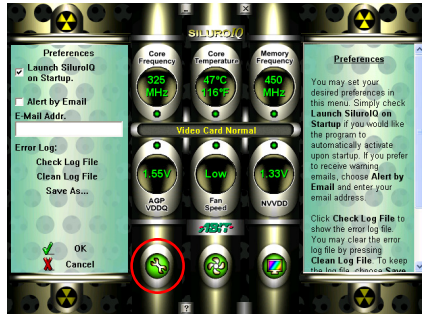 SILUROIQ
Preferences
Launch SiluroIQ
on Startup.
Alert by Email
E-Mail Addr.
Error Log:
Check Log File
Clean Log File
Save As...
OK
Cancel
Core
Frequency
325
MHz
Core
Temperature
47°C
116°F
Memory
Frequency
450
MHz
Video Card Normal
1.55V
AGP
VDDQ
Low
Fan
Speed
1.33V
NVVDD
ABIT
?
Preferences
You may set your
desired preferences in
this menu. Simply check
Launch SiluroIQ on
Startup if you would like
the program to
automatically activate
upon startup. If you prefer
to receive warning
emails, choose Alert by
Email and enter your
email address.
Click Check Log File to
show the error log file.
You may clear the error
log file by pressing
Clean Log File. To keep
the log file, choose Save